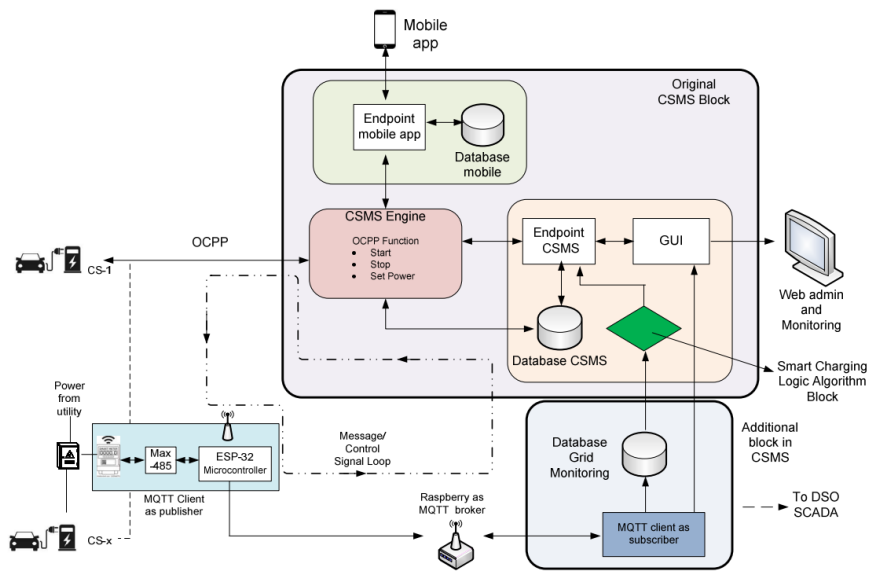 Mobile
app
Original
CSMS Block
Endpoint
mobile app
Database
mobile
CSMS Engine
OCPP Function
• Start
• Stop
• Set Power
OCPP
CS-1
Endpoint
CSMS
GUI
Database CSMS
Web admin
and
Monitoring
Smart Charging
Logic Algorithm
Block
Power
from
utility
Max
-485
ESP-32
Microcontroller
MQTT Client
as publisher
Message/
Control
Signal Loop
Raspberry as
MQTT broker
Database
Grid
Monitoring
Additional
block in
CSMS
MQTT client as
subscriber
To DSO
SCADA
CS-x